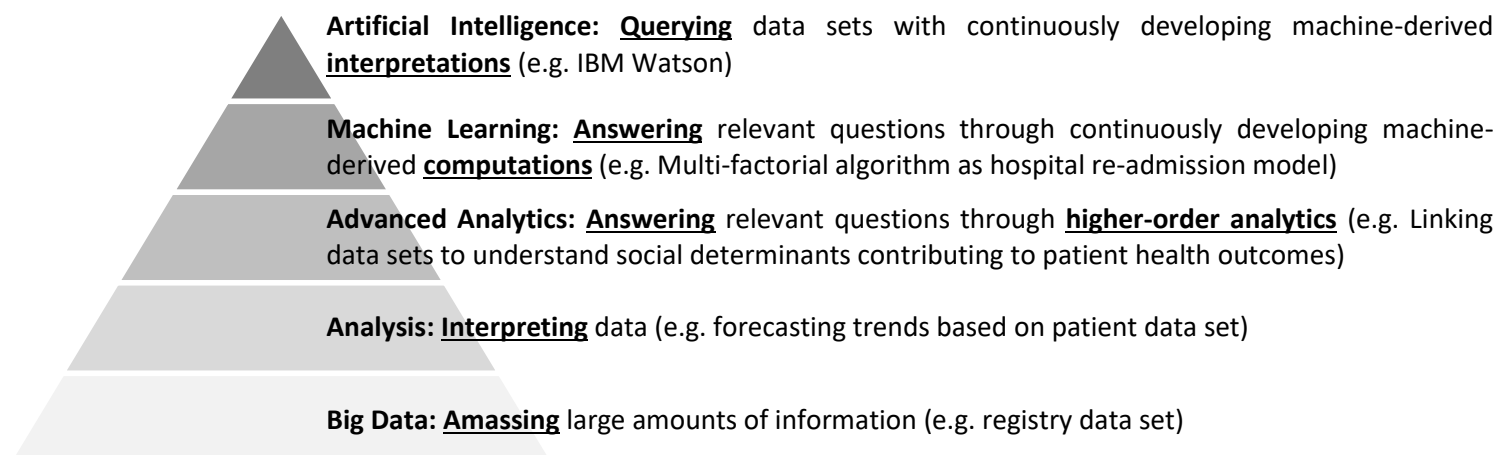 Artificial Intelligence: Querying data sets with continuously developing machine-derived
interpretations (e.g. IBM Watson)
Machine Learning: Answering relevant questions through continuously developing machine-
derived computations (e.g. Multi-factorial algorithm as hospital re-admission model)
Advanced Analytics: Answering relevant questions through higher-order analytics (e.g. Linking
data sets to understand social determinants contributing to patient health outcomes)
Analysis: Interpreting data (e.g. forecasting trends based on patient data set)
Big Data: Amassing large amounts of information (e.g. registry data set)